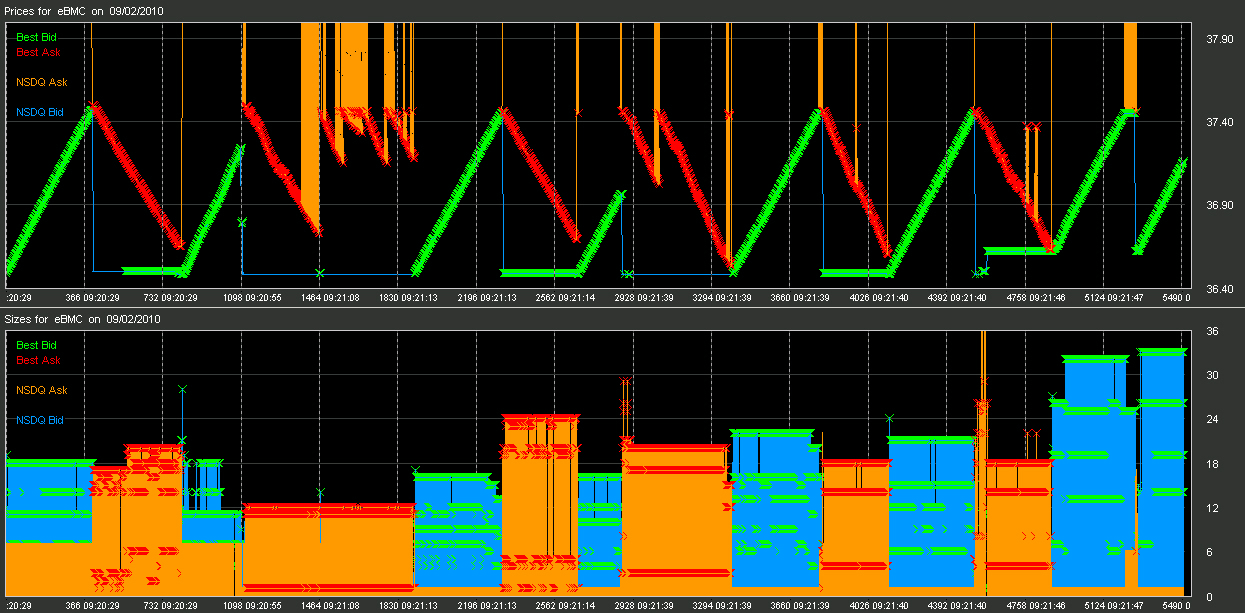 Prices for eBMC on 09/02/2010
Best Bid
Best Ask
NSDQ Ask
NSDQ Bid
37.90
37.40
36.90
36.40
:20:29 366 09:20:29 732 09:20:29 1098 09:20:55 1464 09:21:08 1830 09:21:13 2196 09:21:13 2562 09:21:14 2928 09:21:39 3294 09:21:39 3660 09:21:39 4026 09:21:40 4392 09:21:40 4758 09:21:46 5124 09:21:47 5490 0
Sizes for eBMC on 09/02/2010
Best Bid
Best Ask
NSDQ Ask
NSDQ Bid
36
30
24
18
12
6
0
:20:29 366 09:20:29 732 09:20:29 1098 09:20:55 1464 09:21:08 1830 09:21:13 2196 09:21:13 2562 09:21:14 2928 09:21:39 3294 09:21:39 3660 09:21:39 4026 09:21:40 4392 09:21:40 4758 09:21:46 5124 09:21:47 5490 0